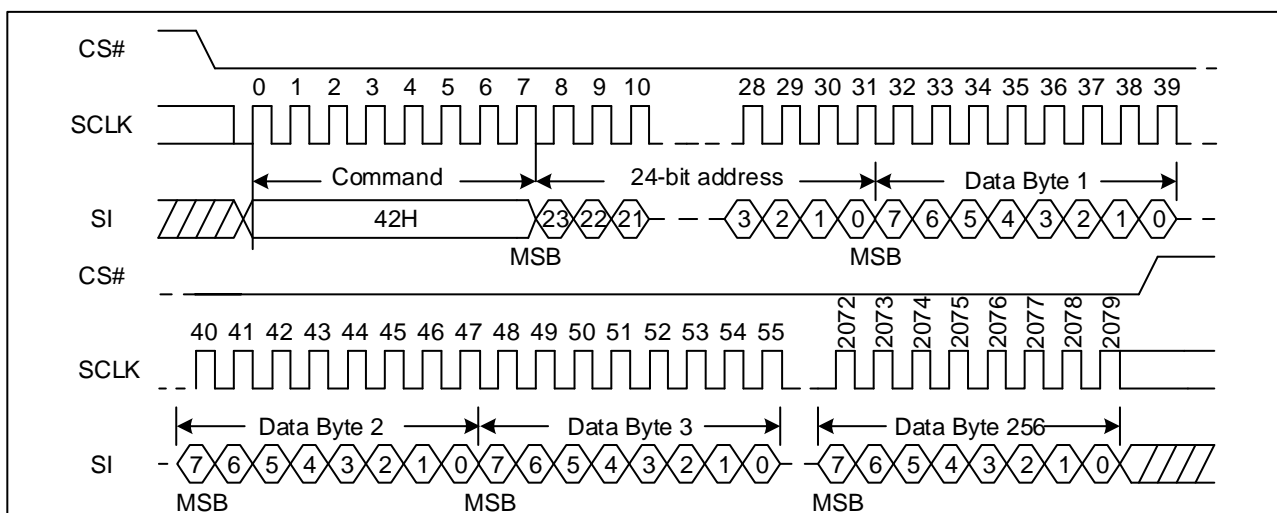 CS#
0 1 2 3 4 5 6 7 8 9 10 28 29 30 31 32 33 34 35 36 37 38 39
SCLK
Command 24-bit address Data Byte 1
SI 42H 23 22 21 3 2 1 0 7 6 5 4 3 2 1 0
MSB MSB
CS#
40 41 42 43 44 45 46 47 48 49 50 51 52 53 54 55 2072 2073 2074 2075 2076 2077 2078 2079
SCLK
Data Byte 2 Data Byte 3 Data Byte 256
SI 7 6 5 4 3 2 1 0 7 6 5 4 3 2 1 0 7 6 5 4 3 2 1 0
MSB MSB MSB